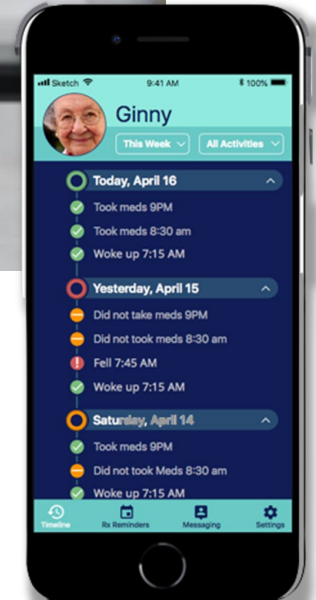 Sketch 9:41 AM 100%
Ginny
This Week All Activities
Today, April 16
Took meds 9PM
Took meds 8:30 am
Woke up 7:15 AM
Yesterday, April 15
Did not take meds 9PM
Did not took meds 8:30 am
Fell 7:45 AM
Woke up 7:15 AM
Saturday, April 14
Took meds 9PM
Did not took Meds 8:30 am
Woke up 7:15 AM
Timeline Rx Reminders Messaging Settings